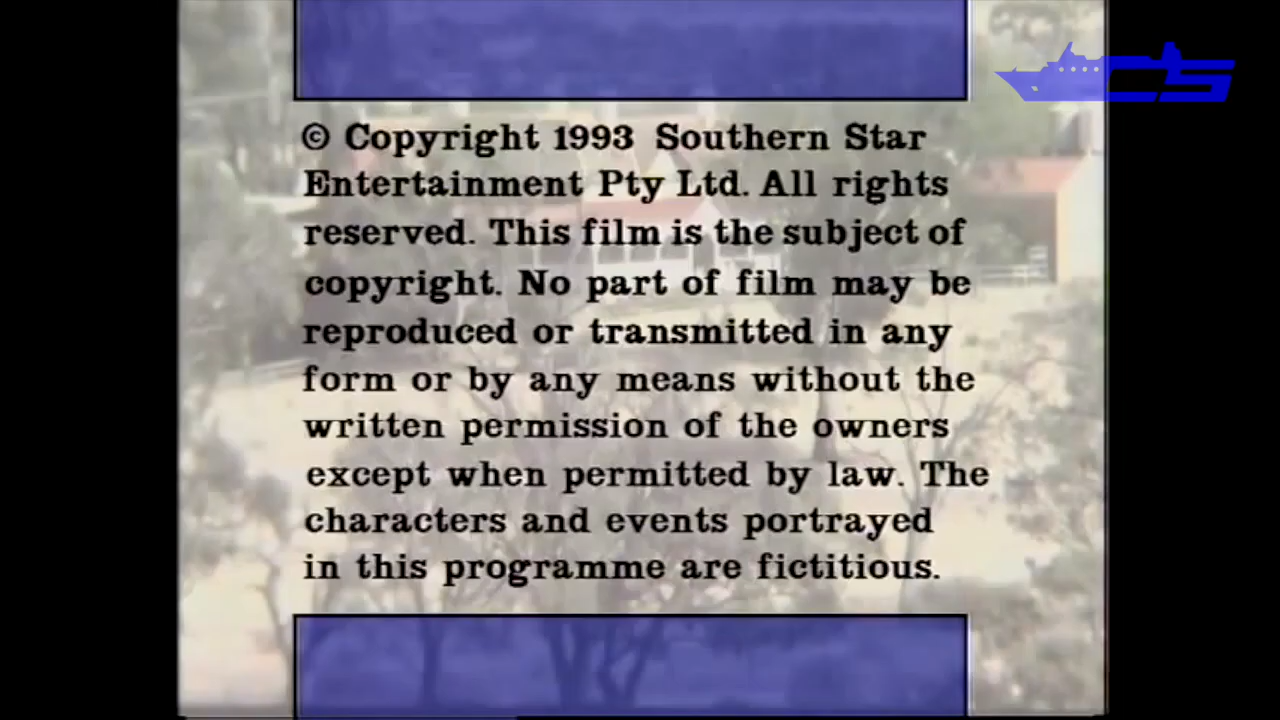 CS
© Copyright 1993 Southern Star
Entertainment Pty Ltd. All rights
reserved. This film is the subject of
copyright. No part of film may be
reproduced or transmitted in any
form or by any means without the
written permission of the owners
except when permitted by law. The
characters and events portrayed
in this programme are fictitious.